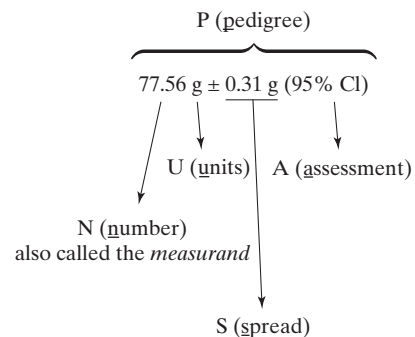 P (pedigree)
77.56 g ± 0.31 g (95% Cl)
U (units)
A (assessment)
N (number)
also called the measurand
S (spread)